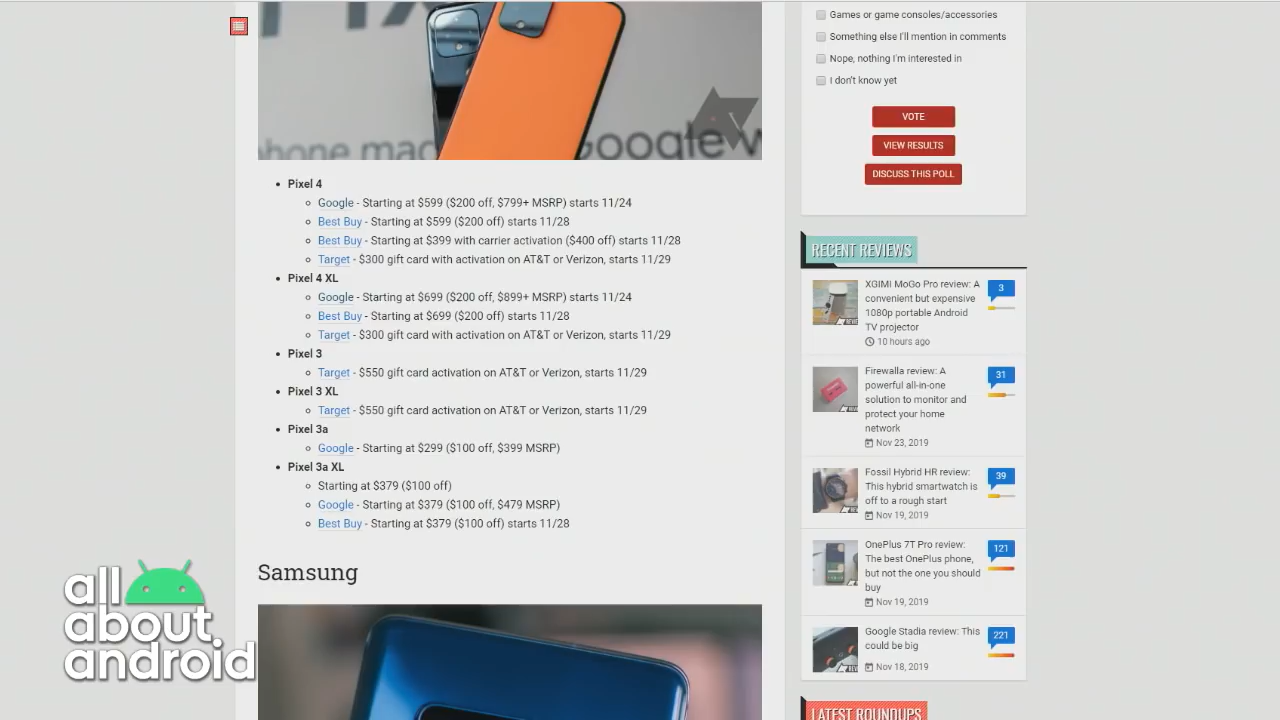 phone mad
Google w
Pixel 4
Google - Starting at $599 ($200 off, $799+ MSRP) starts 11/24
Best Buy - Starting at $599 ($200 off) starts 11/28
Best Buy - Starting at $399 with carrier activation ($400 off) starts 11/28
Target - $300 gift card with activation on AT&T or Verizon, starts 11/29
Pixel 4 XL
Google - Starting at $699 ($200 off, $899+ MSRP) starts 11/24
Best Buy - Starting at $699 ($200 off) starts 11/28
Target - $300 gift card with activation on AT&T or Verizon, starts 11/29
Pixel 3
Target - $550 gift card activation on AT&T or Verizon, starts 11/29
Pixel 3 XL
Target - $550 gift card activation on AT&T or Verizon, starts 11/29
Pixel 3a
Google - Starting at $299 ($100 off, $399 MSRP)
Pixel 3a XL
Starting at $379 ($100 off)
Google - Starting at $379 ($100 off, $479 MSRP)
Best Buy - Starting at $379 ($100 off) starts 11/28
Samsung
Games or game consoles/accessories
Something else I'll mention in comments
Nope, nothing I'm interested in
I don't know yet
VOTE
VIEW RESULTS
DISCUSS THIS POLL
RECENT REVIEWS
XGIMI MoGo Pro review: A
convenient but expensive
1080p portable Android
TV projector
10 hours ago
3
Firewalla review: A
powerful all-in-one
solution to monitor and
protect your home
network
Nov 23, 2019
31
Fossil Hybrid HR review:
This hybrid smartwatch is
off to a rough start
Nov 19, 2019
39
OnePlus 7T Pro review:
The best OnePlus phone,
but not the one you should
buy
Nov 19, 2019
121
Google Stadia review: This
could be big
Nov 18, 2019
221
LATEST ROUNDUPS
all
about
android